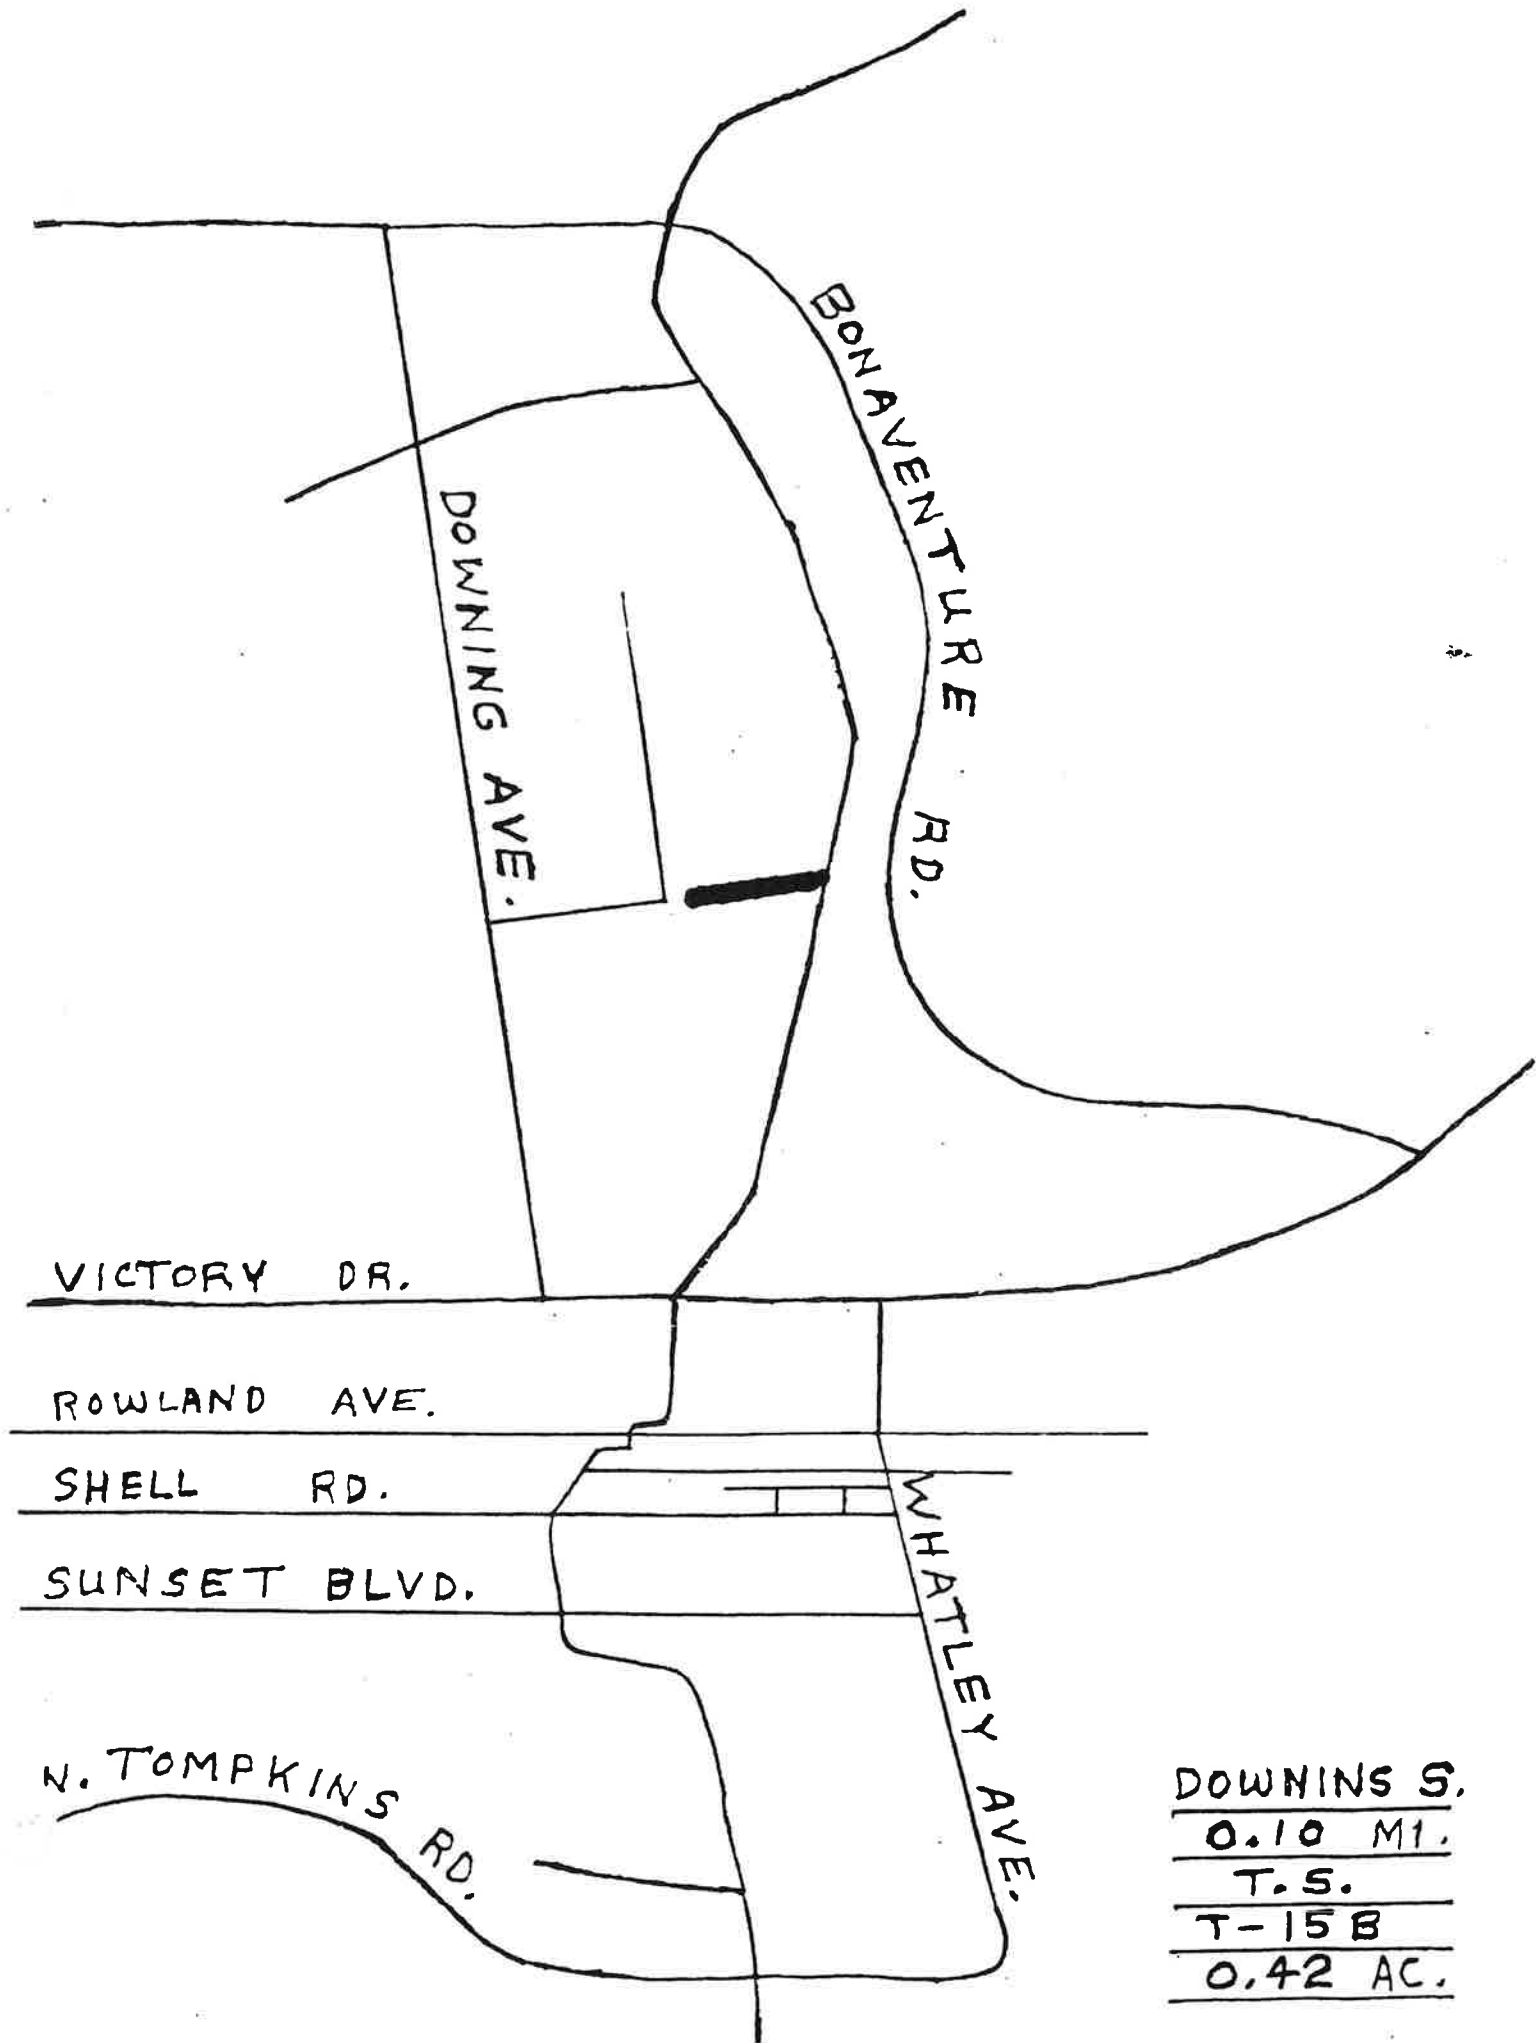 BONAVENTURE RD.
DOWNING AVE.
VICTORY DR.
ROWLAND AVE.
SHELL RD.
SUNSET BLVD.
WHATLEY AVE.
N. TOMPKINS RD.
DOWNINS S.
0.10 MI.
T.S.
T-15B
0.42 AC.